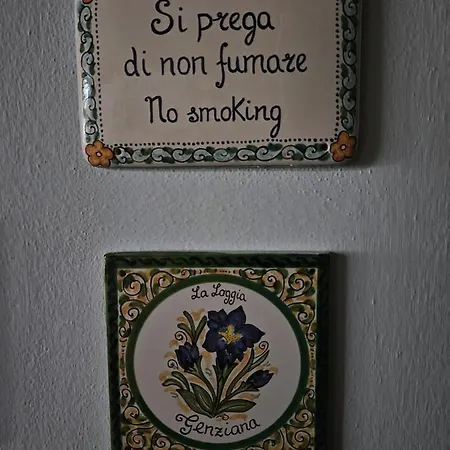 Si prega
di non fumare
No smoking
La Loggia
Genziana